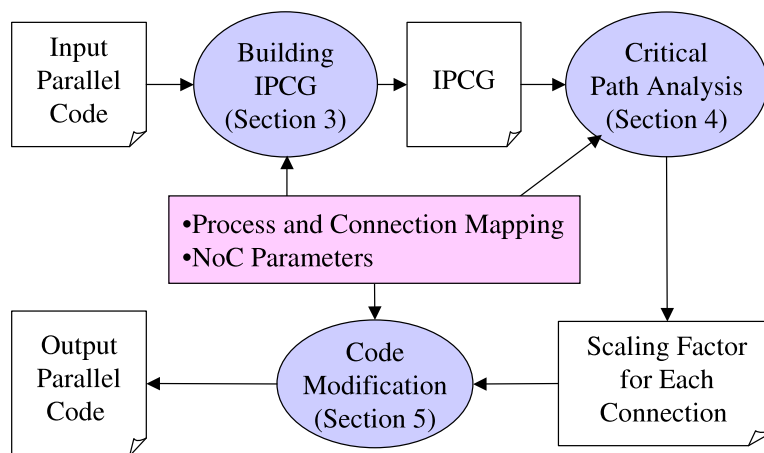 Input
Parallel
Code
Building
IPCG
(Section 3)
IPCG
Critical
Path Analysis
(Section 4)
•Process and Connection Mapping
•NoC Parameters
Output
Parallel
Code
Code
Modification
(Section 5)
Scaling Factor
for Each
Connection